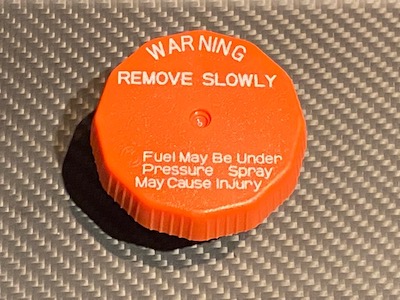 WARNING
REMOVE SLOWLY
Fuel May Be Under
Pressure Spray
May Cause Injury